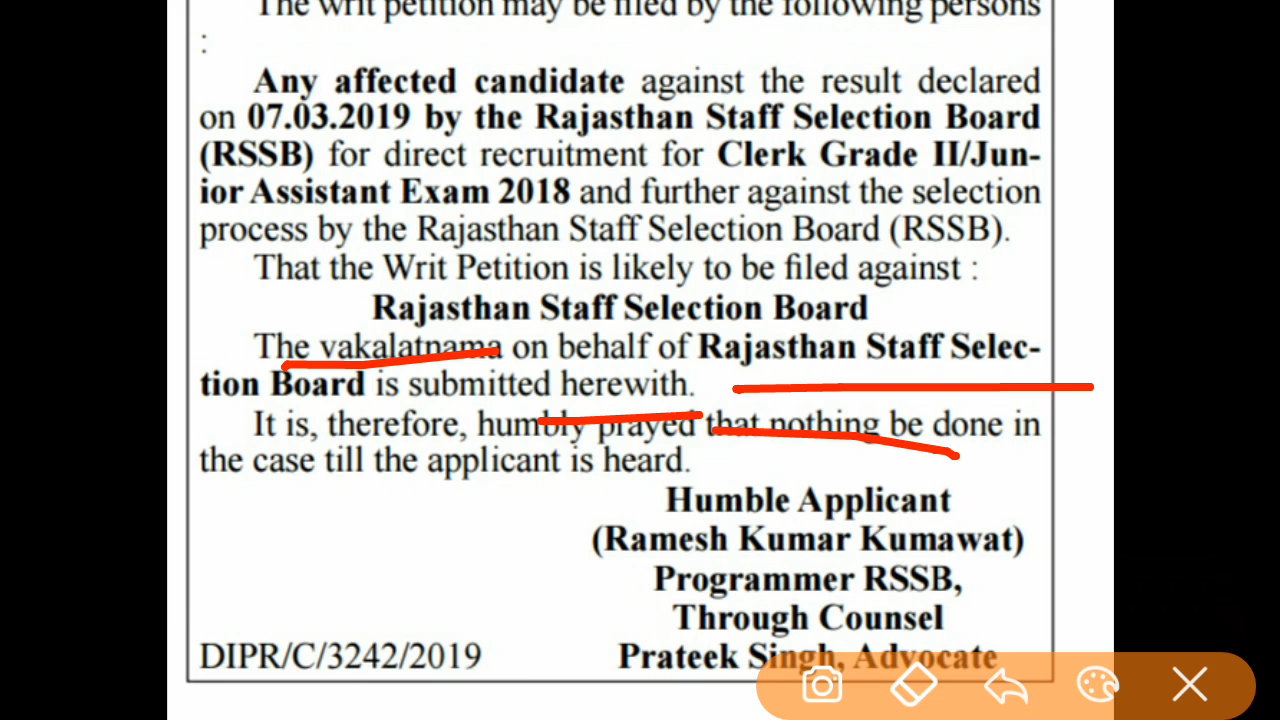 The writ petition may be filed by the following persons
:
Any affected candidate against the result declared
on 07.03.2019 by the Rajasthan Staff Selection Board
(RSSB) for direct recruitment for Clerk Grade II/Jun-
ior Assistant Exam 2018 and further against the selection
process by the Rajasthan Staff Selection Board (RSSB).
That the Writ Petition is likely to be filed against :
Rajasthan Staff Selection Board
The vakalatnama on behalf of Rajasthan Staff Selec-
tion Board is submitted herewith.
It is, therefore, humbly prayed that nothing be done in
the case till the applicant is heard.
Humble Applicant
(Ramesh Kumar Kumawat)
Programmer RSSB,
Through Counsel
DIPR/C/3242/2019 Prateek Singh, Advocate